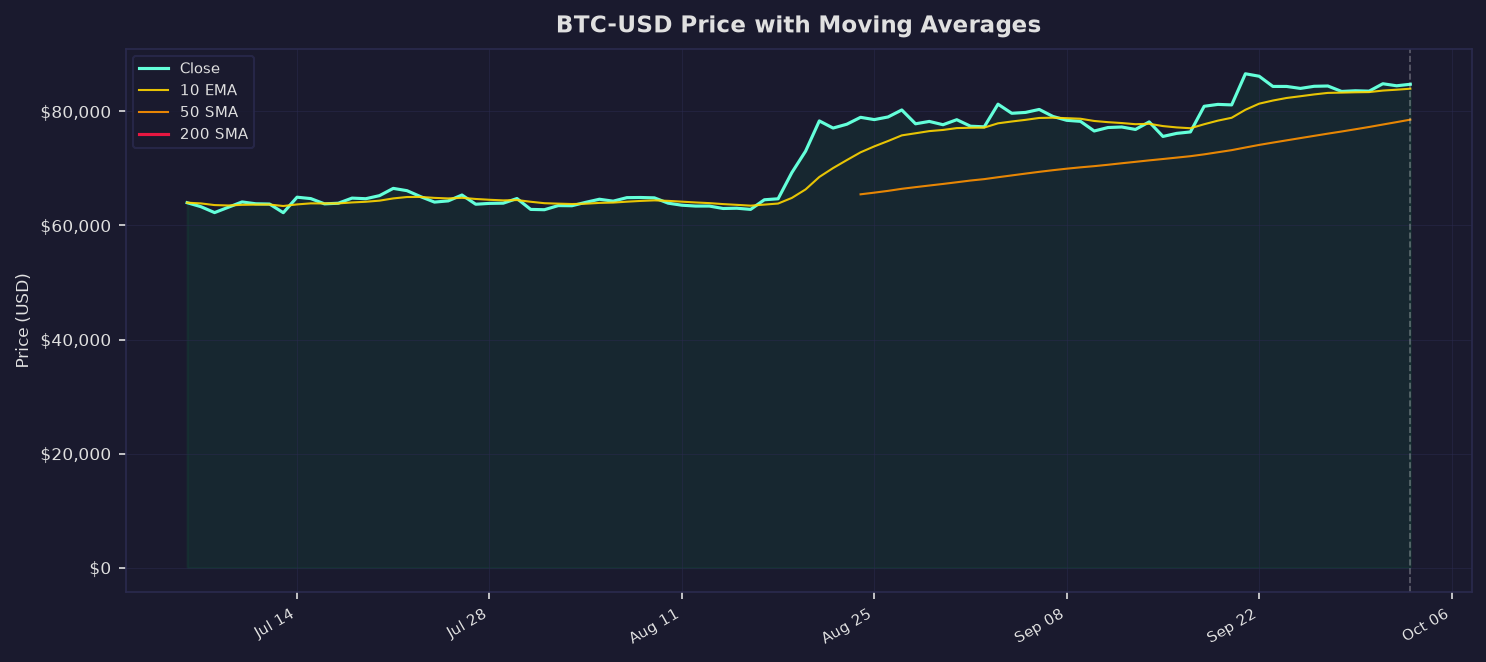 BTC-USD Price with Moving Averages
Close
10 EMA
50 SMA
200 SMA
Price (USD)
$80,000
$60,000
$40,000
$20,000
$0
Jul 14
Jul 28
Aug 11
Aug 25
Sep 08
Sep 22
Oct 06